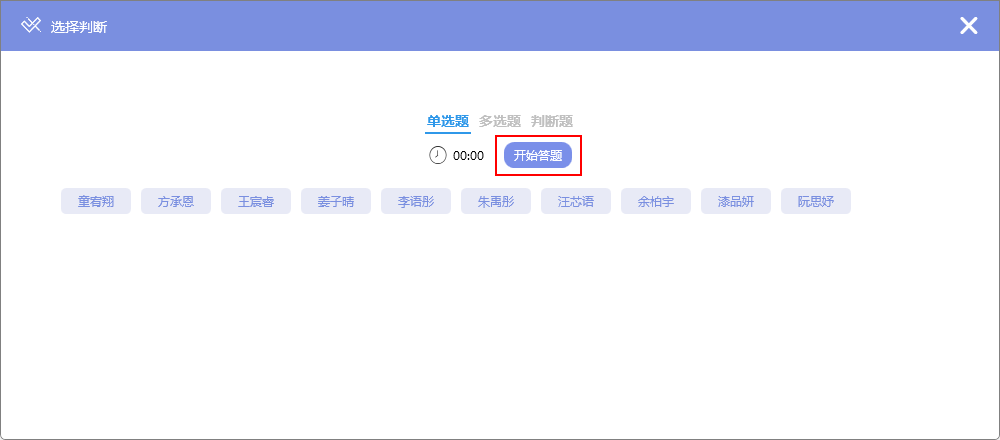 选择判断
单选题 多选题 判断题
00:00 开始答题
童宥翔 方承恩 王宸睿 姜子晴 李语彤 朱禹彤 汪芯语 余柏宇 漆品妍 阮思妤